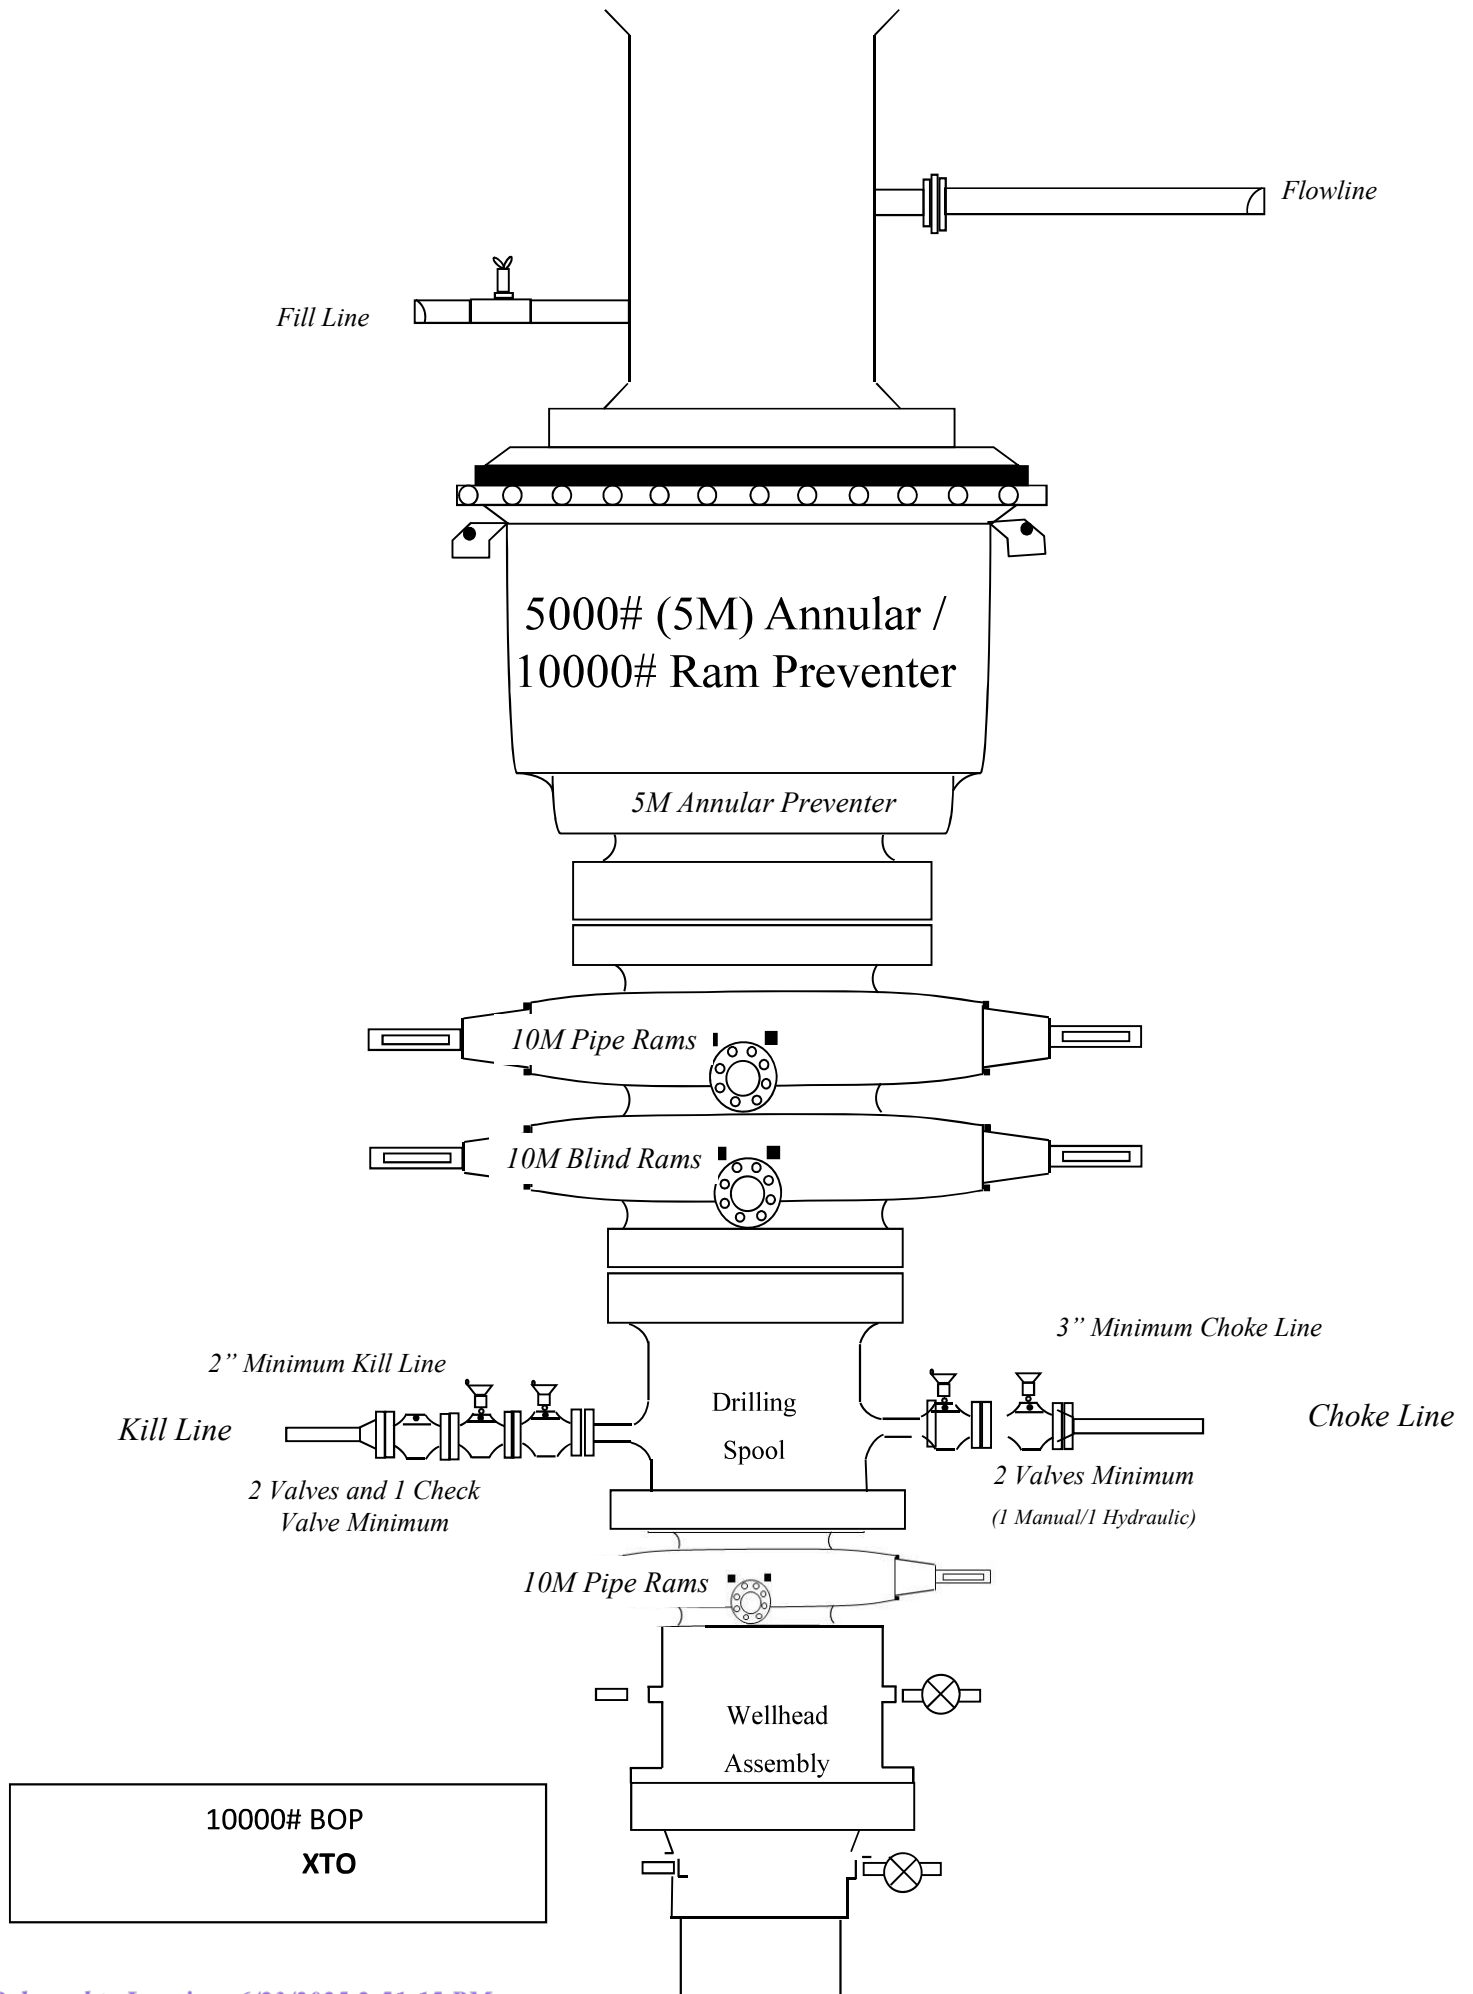 Flowline
Fill Line
5000# (5M) Annular /
10000# Ram Preventer
5M Annular Preventer
10M Pipe Rams
10M Blind Rams
3” Minimum Choke Line
2” Minimum Kill Line
Drilling
Spool
Kill Line
Choke Line
2 Valves and 1 Check
Valve Minimum
2 Valves Minimum
(1 Manual/1 Hydraulic)
10M Pipe Rams
Wellhead
Assembly
10000# BOP
XTO